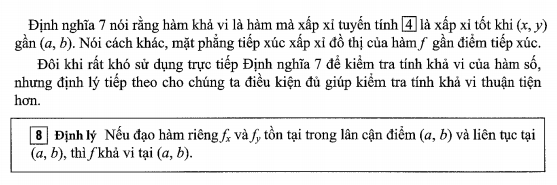 Định nghĩa 7 nói rằng hàm khả vi là hàm mà xấp xỉ tuyến tính 4 là xấp xỉ tốt khi (x, y)
gần (a, b). Nói cách khác, mặt phẳng tiếp xúc xấp xỉ đồ thị của hàm f gần điểm tiếp xúc.
Đôi khi rất khó sử dụng trực tiếp Định nghĩa 7 để kiểm tra tính khả vi của hàm số,
nhưng định lý tiếp theo cho chúng ta điều kiện đủ giúp kiểm tra tính khả vi thuận tiện
hơn.
8 Định lý Nếu đạo hàm riêng fx và fy tồn tại trong lân cận điểm (a, b) và liên tục tại
(a, b), thì f khả vi tại (a, b).